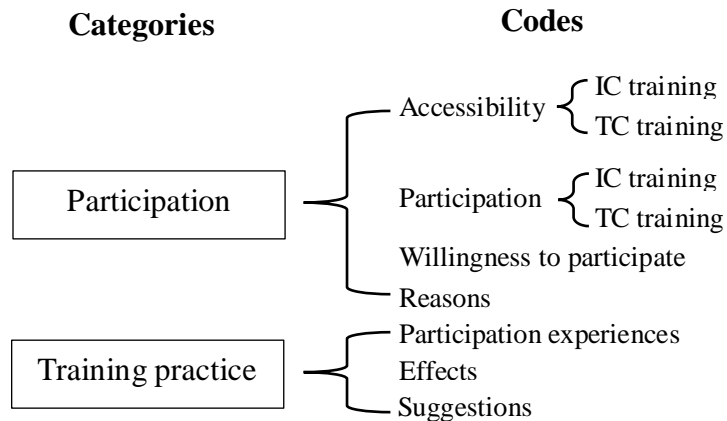 Categories Codes
IC training
Accessibility
TC training
IC training
Participation Participation
TC training
Willingness to participate
Reasons
Participation experiences
Training practice Effects
Suggestions